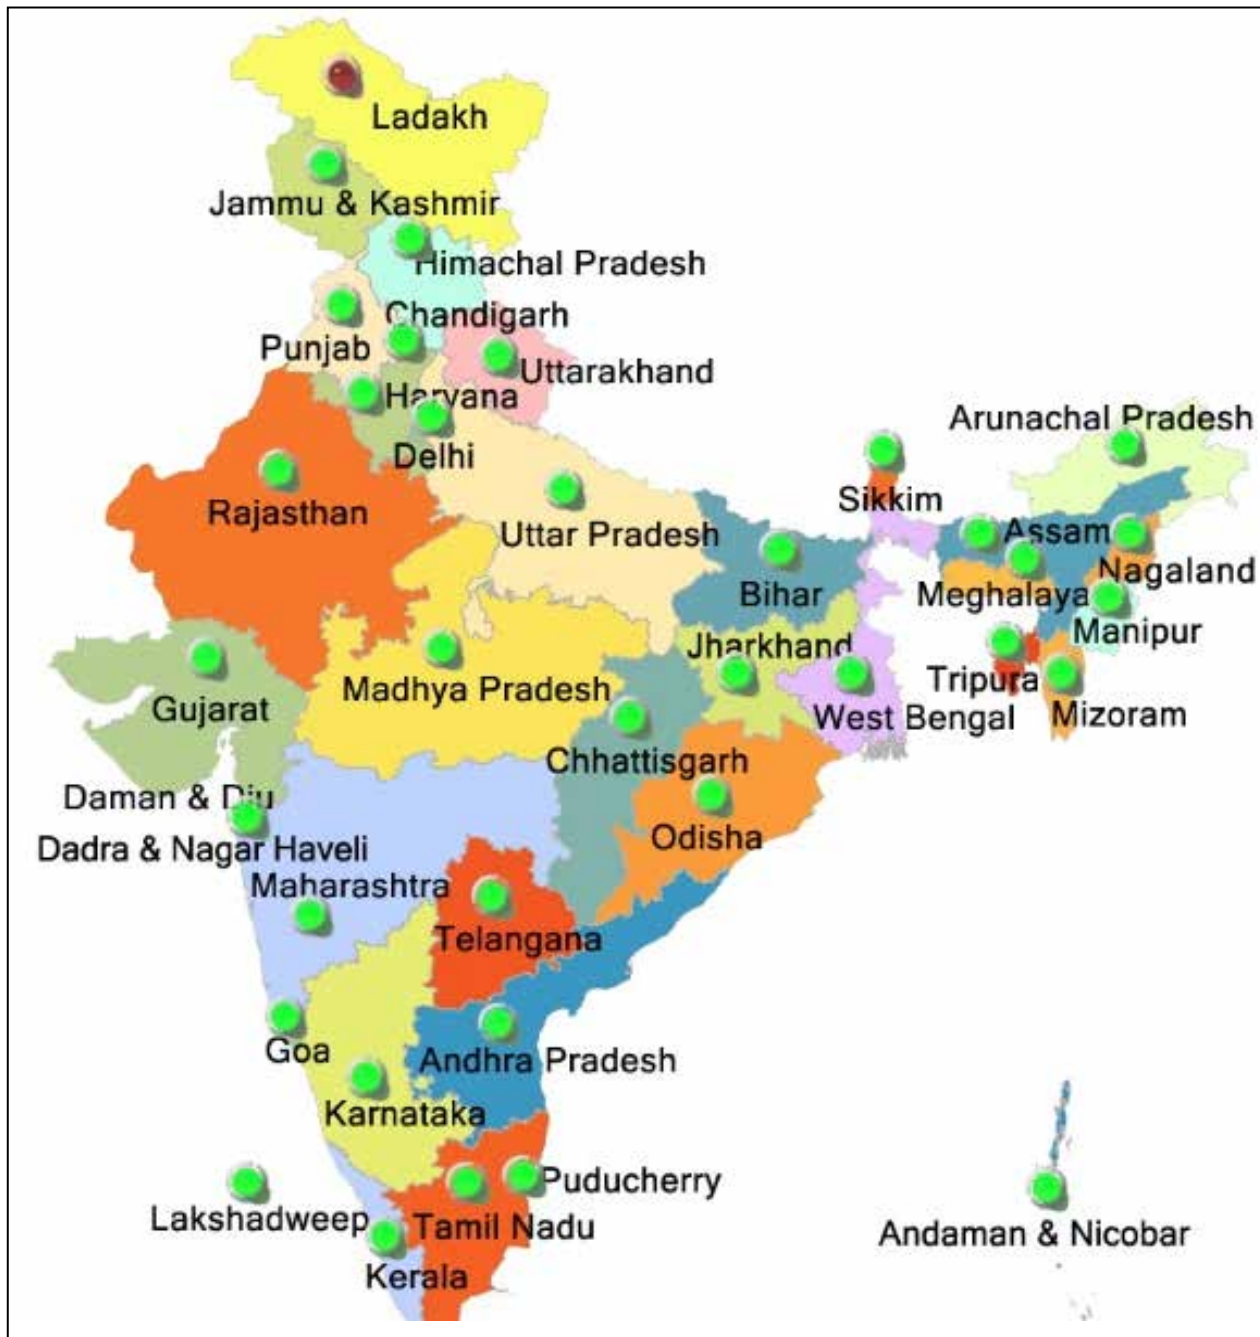 Ladakh
Jammu & Kashmir
Himachal Pradesh
Chandigarh
Punjab
Uttarakhand
Haryana
Arunachal Pradesh
Delhi
Sikkim
Rajasthan
Uttar Pradesh
Assam
Nagaland
Bihar
Meghalaya
Manipur
Jharkhand
Tripura
Madhya Pradesh
Gujarat
West Bengal
Mizoram
Chhattisgarh
Daman & Diu
Odisha
Dadra & Nagar Haveli
Maharashtra
Telangana
Goa
Andhra Pradesh
Karnataka
Puducherry
Lakshadweep
Tamil Nadu
Andaman & Nicobar
Kerala